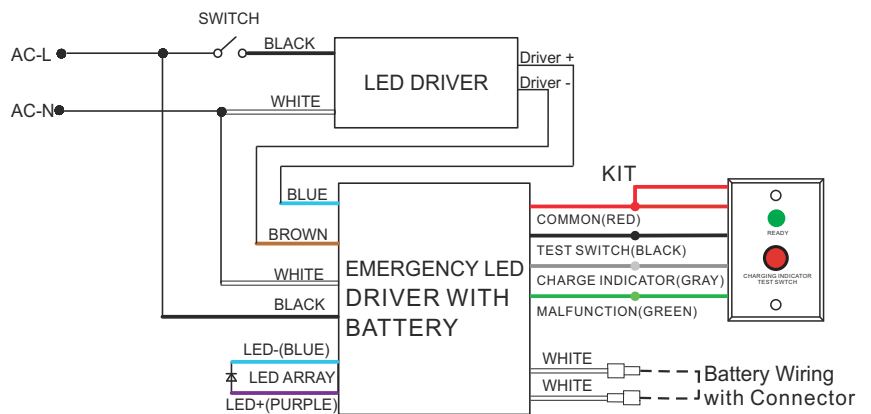 SWITCH
AC-L
BLACK
LED DRIVER
Driver +
Driver -
AC-N
WHITE
KIT
BLUE
BROWN
WHITE
BLACK
EMERGENCY LED
DRIVER WITH
BATTERY
COMMON(RED)
TEST SWITCH(BLACK)
CHARGE INDICATOR(GRAY)
MALFUNCTION(GREEN)
READY
CHARGING INDICATOR
TEST SWTCH
LED-(BLUE)
LED ARRAY
LED+(PURPLE)
WHITE
WHITE
Battery Wiring
with Connector